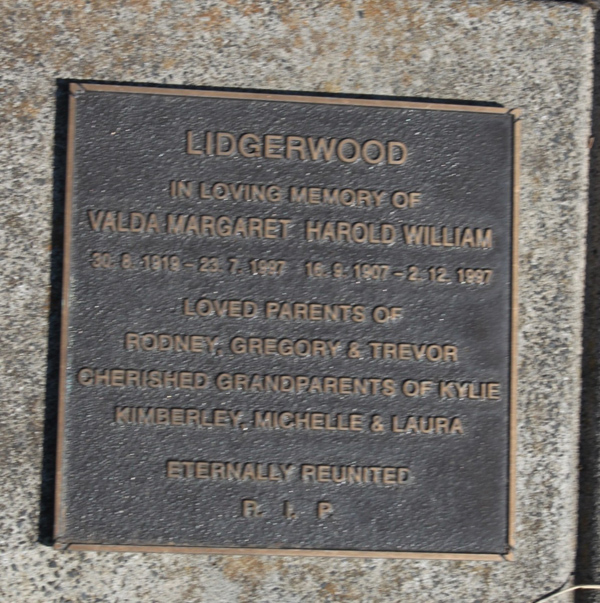 LIDGERWOOD
IN LOVING MEMORY OF
VALDA MARGARET HAROLD WILLIAM
30. 8. 1919 – 23. 7. 1997 16. 9. 1907 – 2. 12. 1997
LOVED PARENTS OF
RODNEY, GREGORY & TREVOR
CHERISHED GRANDPARENTS OF KYLIE
KIMBERLEY, MICHELLE & LAURA
ETERNALLY REUNITED
R. I. P.